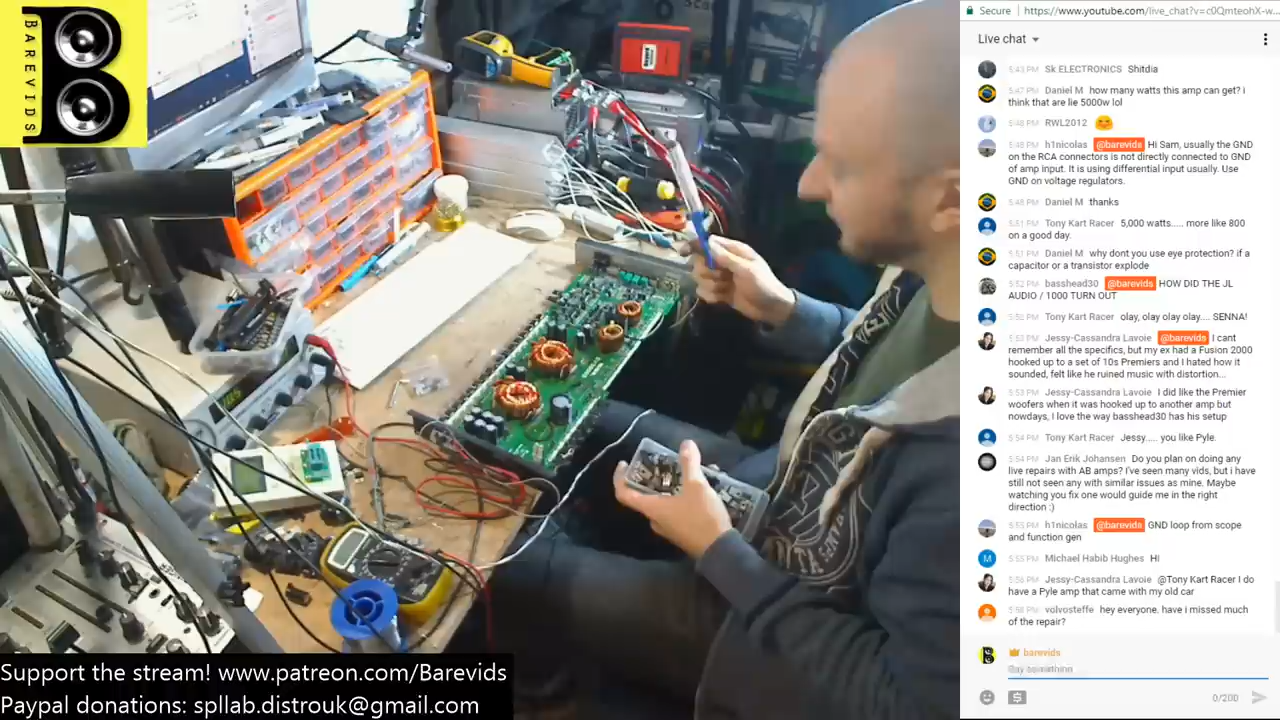 BAREVIDS
Secure
https://www.youtube.com/live_chat?v=c0QmteohX-w...
Live chat
5:43 PM Sk ELECTRONICS Shitdia
5:47 PM Daniel M how many watts this amp can get? i
think that are lie 5000w lol
5:48 PM RWL2012
5:48 PM h1nicolas @barevids Hi Sam, usually the GND
on the RCA connectors is not directly connected to GND
of amp input. It is using differential input usually. Use
GND on voltage regulators.
5:48 PM Daniel M thanks
5:51 PM Tony Kart Racer 5,000 watts..... more like 800
on a good day.
5:51 PM Daniel M why dont you use eye protection? if a
capacitor or a transistor explode
5:52 PM basshead30 @barevids HOW DID THE JL
AUDIO / 1000 TURN OUT
Tony Kart Racer olay, olay olay olay.... SENNA!
5:53 PM Jessy-Cassandra Lavoie @barevids I cant
remember all the specifics, but my ex had a Fusion 2000
hooked up to a set of 10s Premiers and I hated how it
sounded, felt like he ruined music with distortion...
5:53 PM Jessy-Cassandra Lavoie I did like the Premier
woofers when it was hooked up to another amp but
nowdays, I love the way basshead30 has his setup
5:54 PM Tony Kart Racer Jessy..... you like Pyle.
5:54 PM Jan Erik Johansen Do you plan on doing any
live repairs with AB amps? I've seen many vids, but i have
still not seen any with similar issues as mine. Maybe
watching you fix one would guide me in the right
direction :)
5:55 PM h1nicolas @barevids GND loop from scope
and function gen
5:55 PM Michael Habib Hughes HI
5:56 PM Jessy-Cassandra Lavoie @Tony Kart Racer I do
have a Pyle amp that came with my old car
5:58 PM volvosteffe hey everyone. have i missed much
of the repair?
barevids
Say something
0/200
Support the stream! www.patreon.com/Barevids
Paypal donations: spllab.distrouk@gmail.com